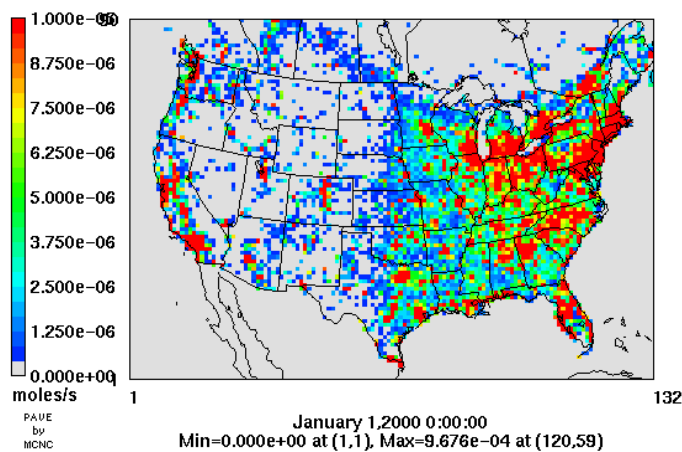 1.000e-05
90
8.750e-06
7.500e-06
6.250e-06
5.000e-06
3.750e-06
2.500e-06
1.250e-06
0.000e+00
1
moles/s
1
132
PAVE
by
MCNC
January 1,2000 0:00:00
Min=0.000e+00 at (1,1), Max=9.676e-04 at (120,59)